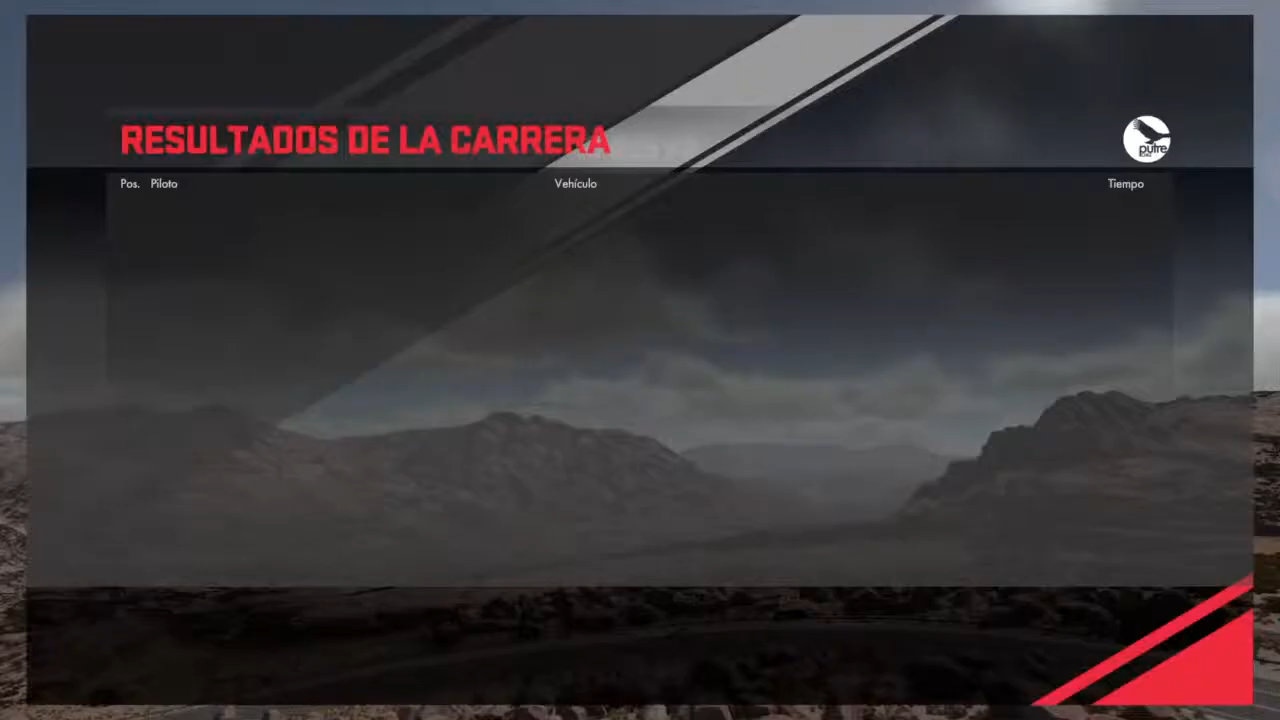 RESULTADOS DE LA CARRERA
putre
Pos. Piloto Vehículo Tiempo